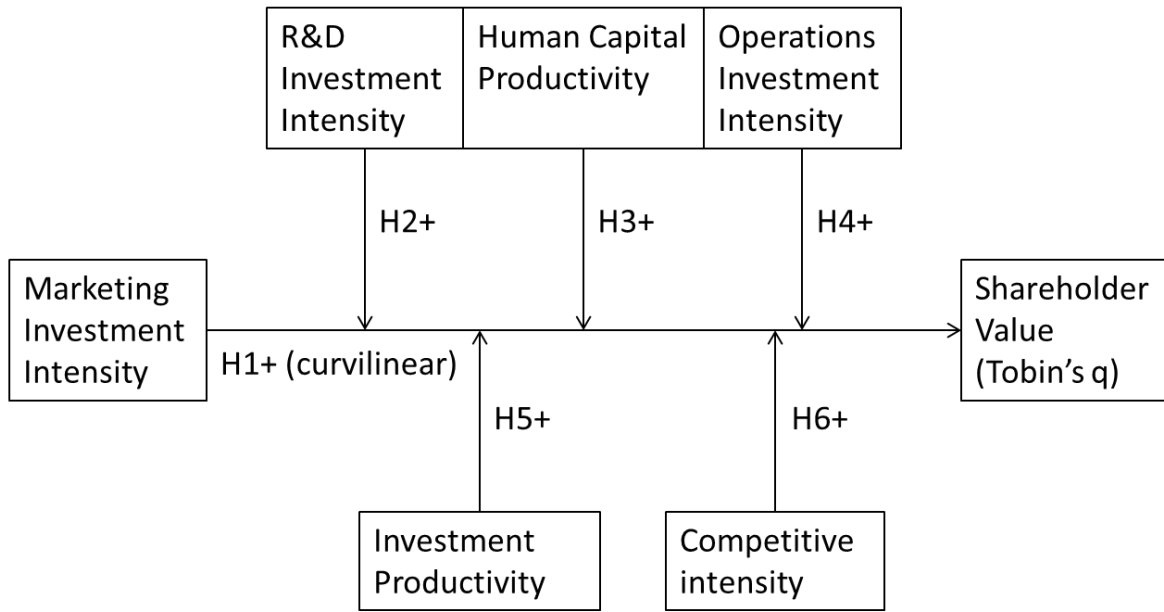 R&D
Investment
Intensity
Human Capital
Productivity
Operations
Investment
Intensity
H2+
H3+
H4+
Marketing
Investment
Intensity
H1+ (curvilinear)
Shareholder
Value
(Tobin’s q)
H5+
H6+
Investment
Productivity
Competitive
intensity